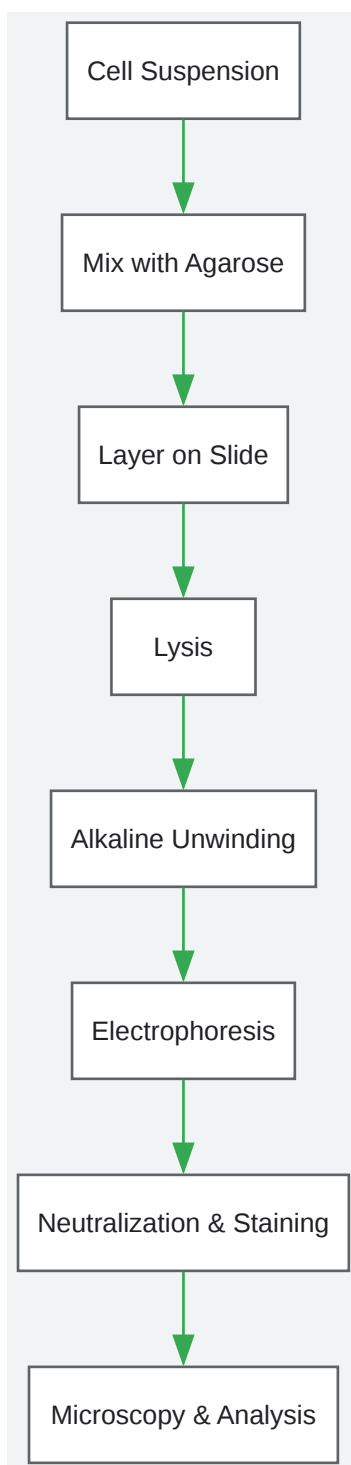 Cell Suspension
Mix with Agarose
Layer on Slide
Lysis
Alkaline Unwinding
Electrophoresis
Neutralization & Staining
Microscopy & Analysis